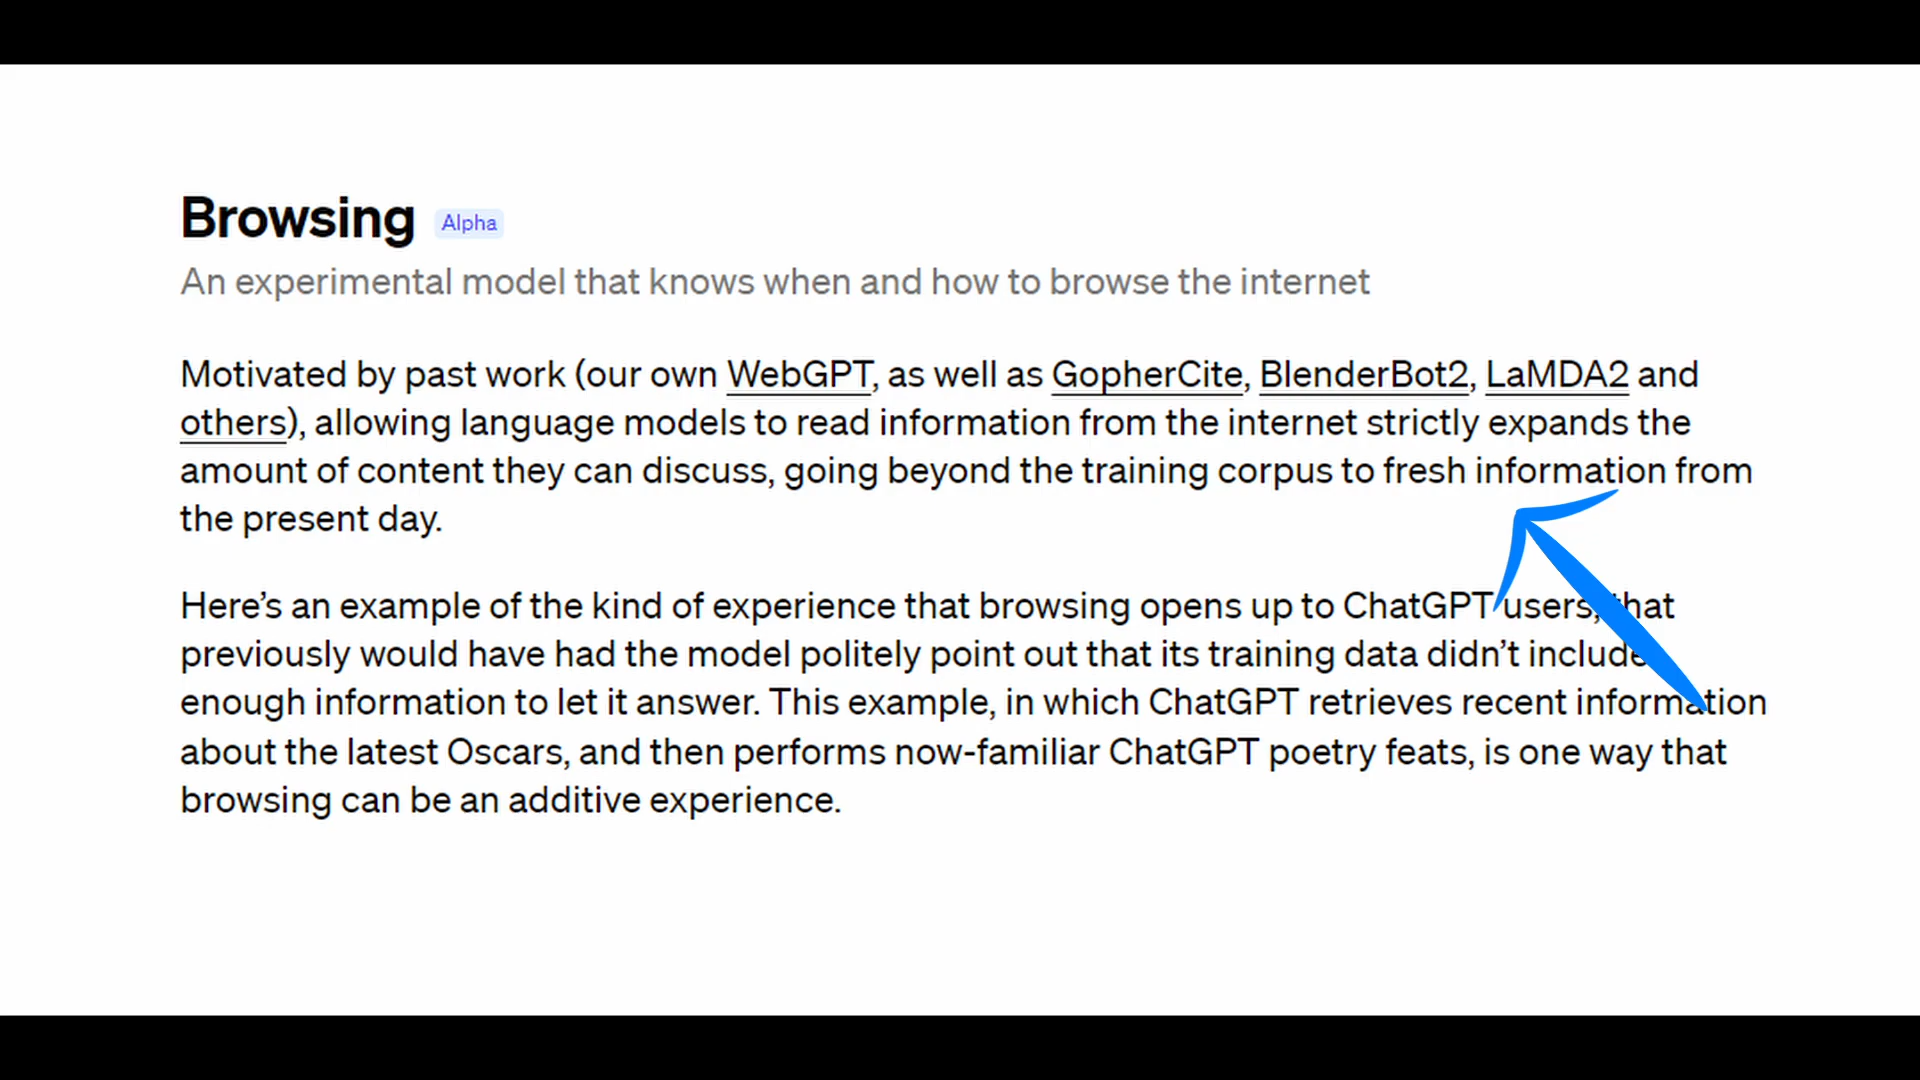 Browsing Alpha
An experimental model that knows when and how to browse the internet
Motivated by past work (our own WebGPT, as well as GopherCite, BlenderBot2, LaMDA2 and
others), allowing language models to read information from the internet strictly expands the
amount of content they can discuss, going beyond the training corpus to fresh information from
the present day.
Here’s an example of the kind of experience that browsing opens up to ChatGPT users, that
previously would have had the model politely point out that its training data didn’t include
enough information to let it answer. This example, in which ChatGPT retrieves recent information
about the latest Oscars, and then performs now-familiar ChatGPT poetry feats, is one way that
browsing can be an additive experience.